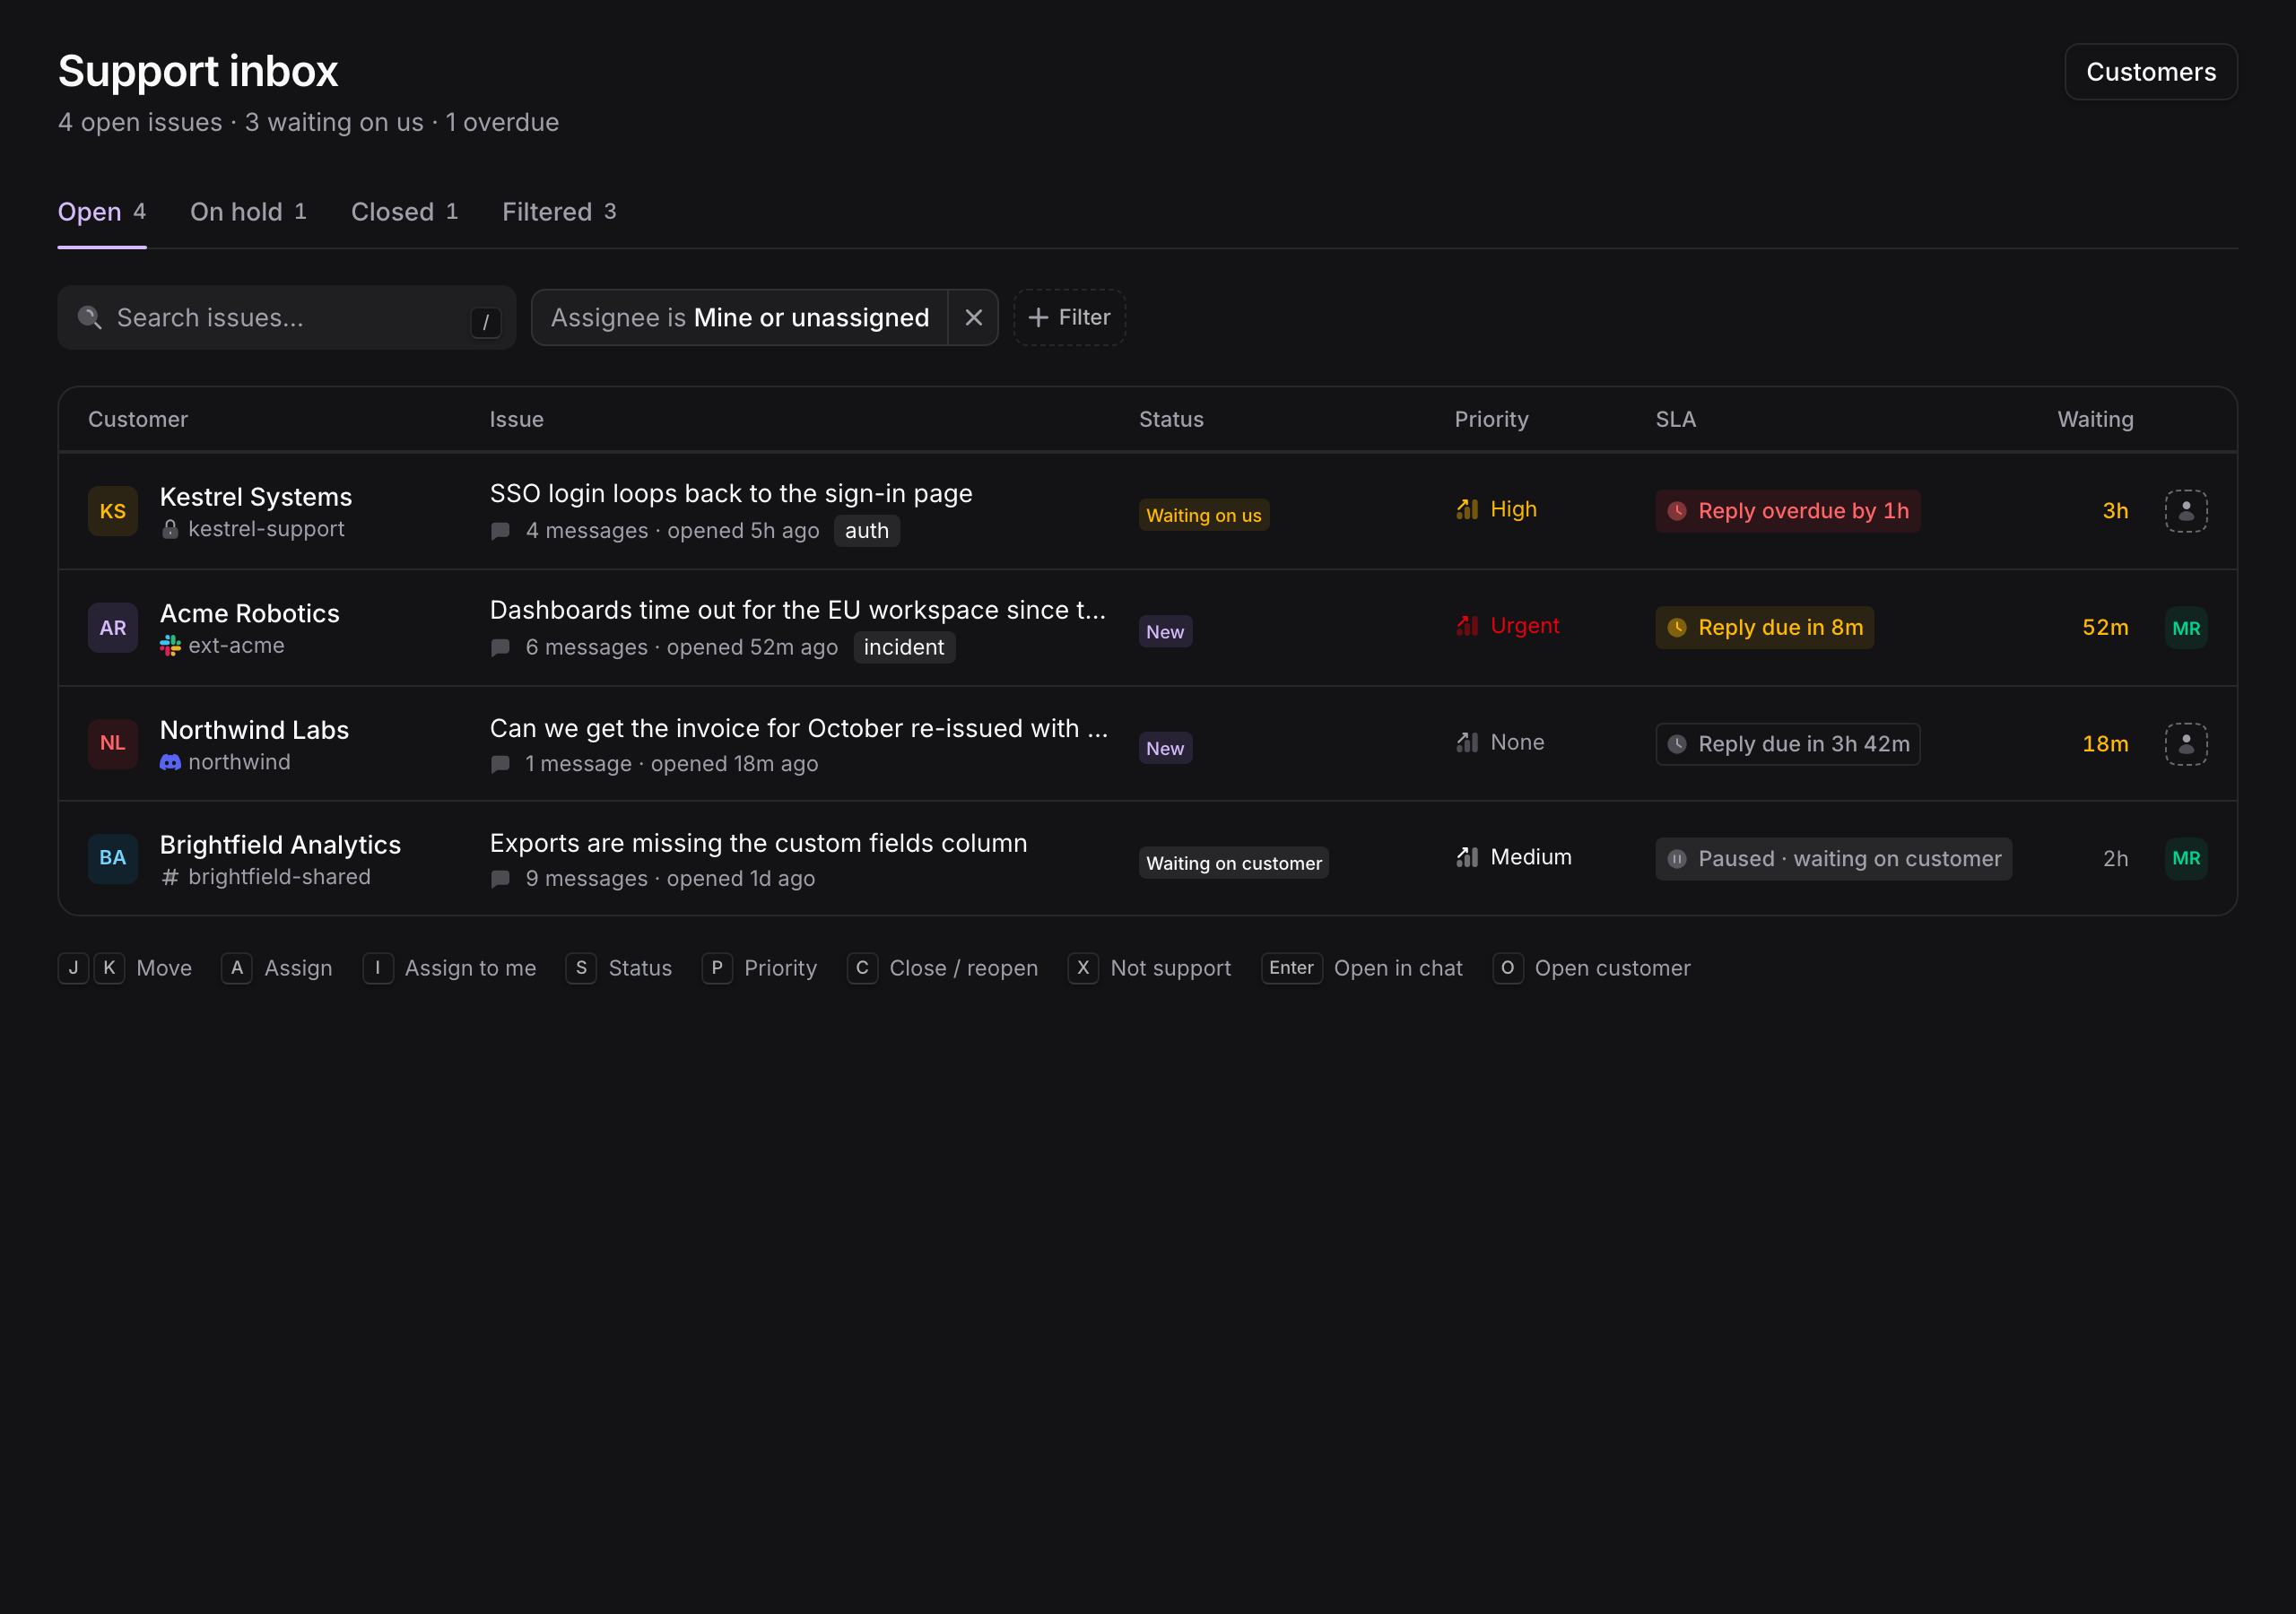 Support inbox
Customers
4 open issues · 3 waiting on us · 1 overdue
Open 4 On hold 1 Closed 1 Filtered 3
Search issues... / Assignee is Mine or unassigned Filter
Customer Issue Status Priority SLA Waiting
KS Kestrel Systems
kestrel-support
SSO login loops back to the sign-in page
4 messages · opened 5h ago auth
Waiting on us High Reply overdue by 1h 3h
AR Acme Robotics
ext-acme
Dashboards time out for the EU workspace since t...
6 messages · opened 52m ago incident
New Urgent Reply due in 8m 52m MR
NL Northwind Labs
northwind
Can we get the invoice for October re-issued with ...
1 message · opened 18m ago
New None Reply due in 3h 42m 18m
BA Brightfield Analytics
# brightfield-shared
Exports are missing the custom fields column
9 messages · opened 1d ago
Waiting on customer Medium Paused · waiting on customer 2h MR
J K Move A Assign I Assign to me S Status P Priority C Close / reopen X Not support Enter Open in chat O Open customer